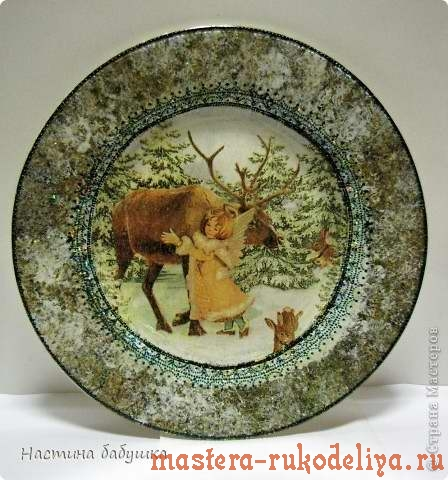 © Страна Мастеров
Настина бабушка
mastera-rukodeliya.ru